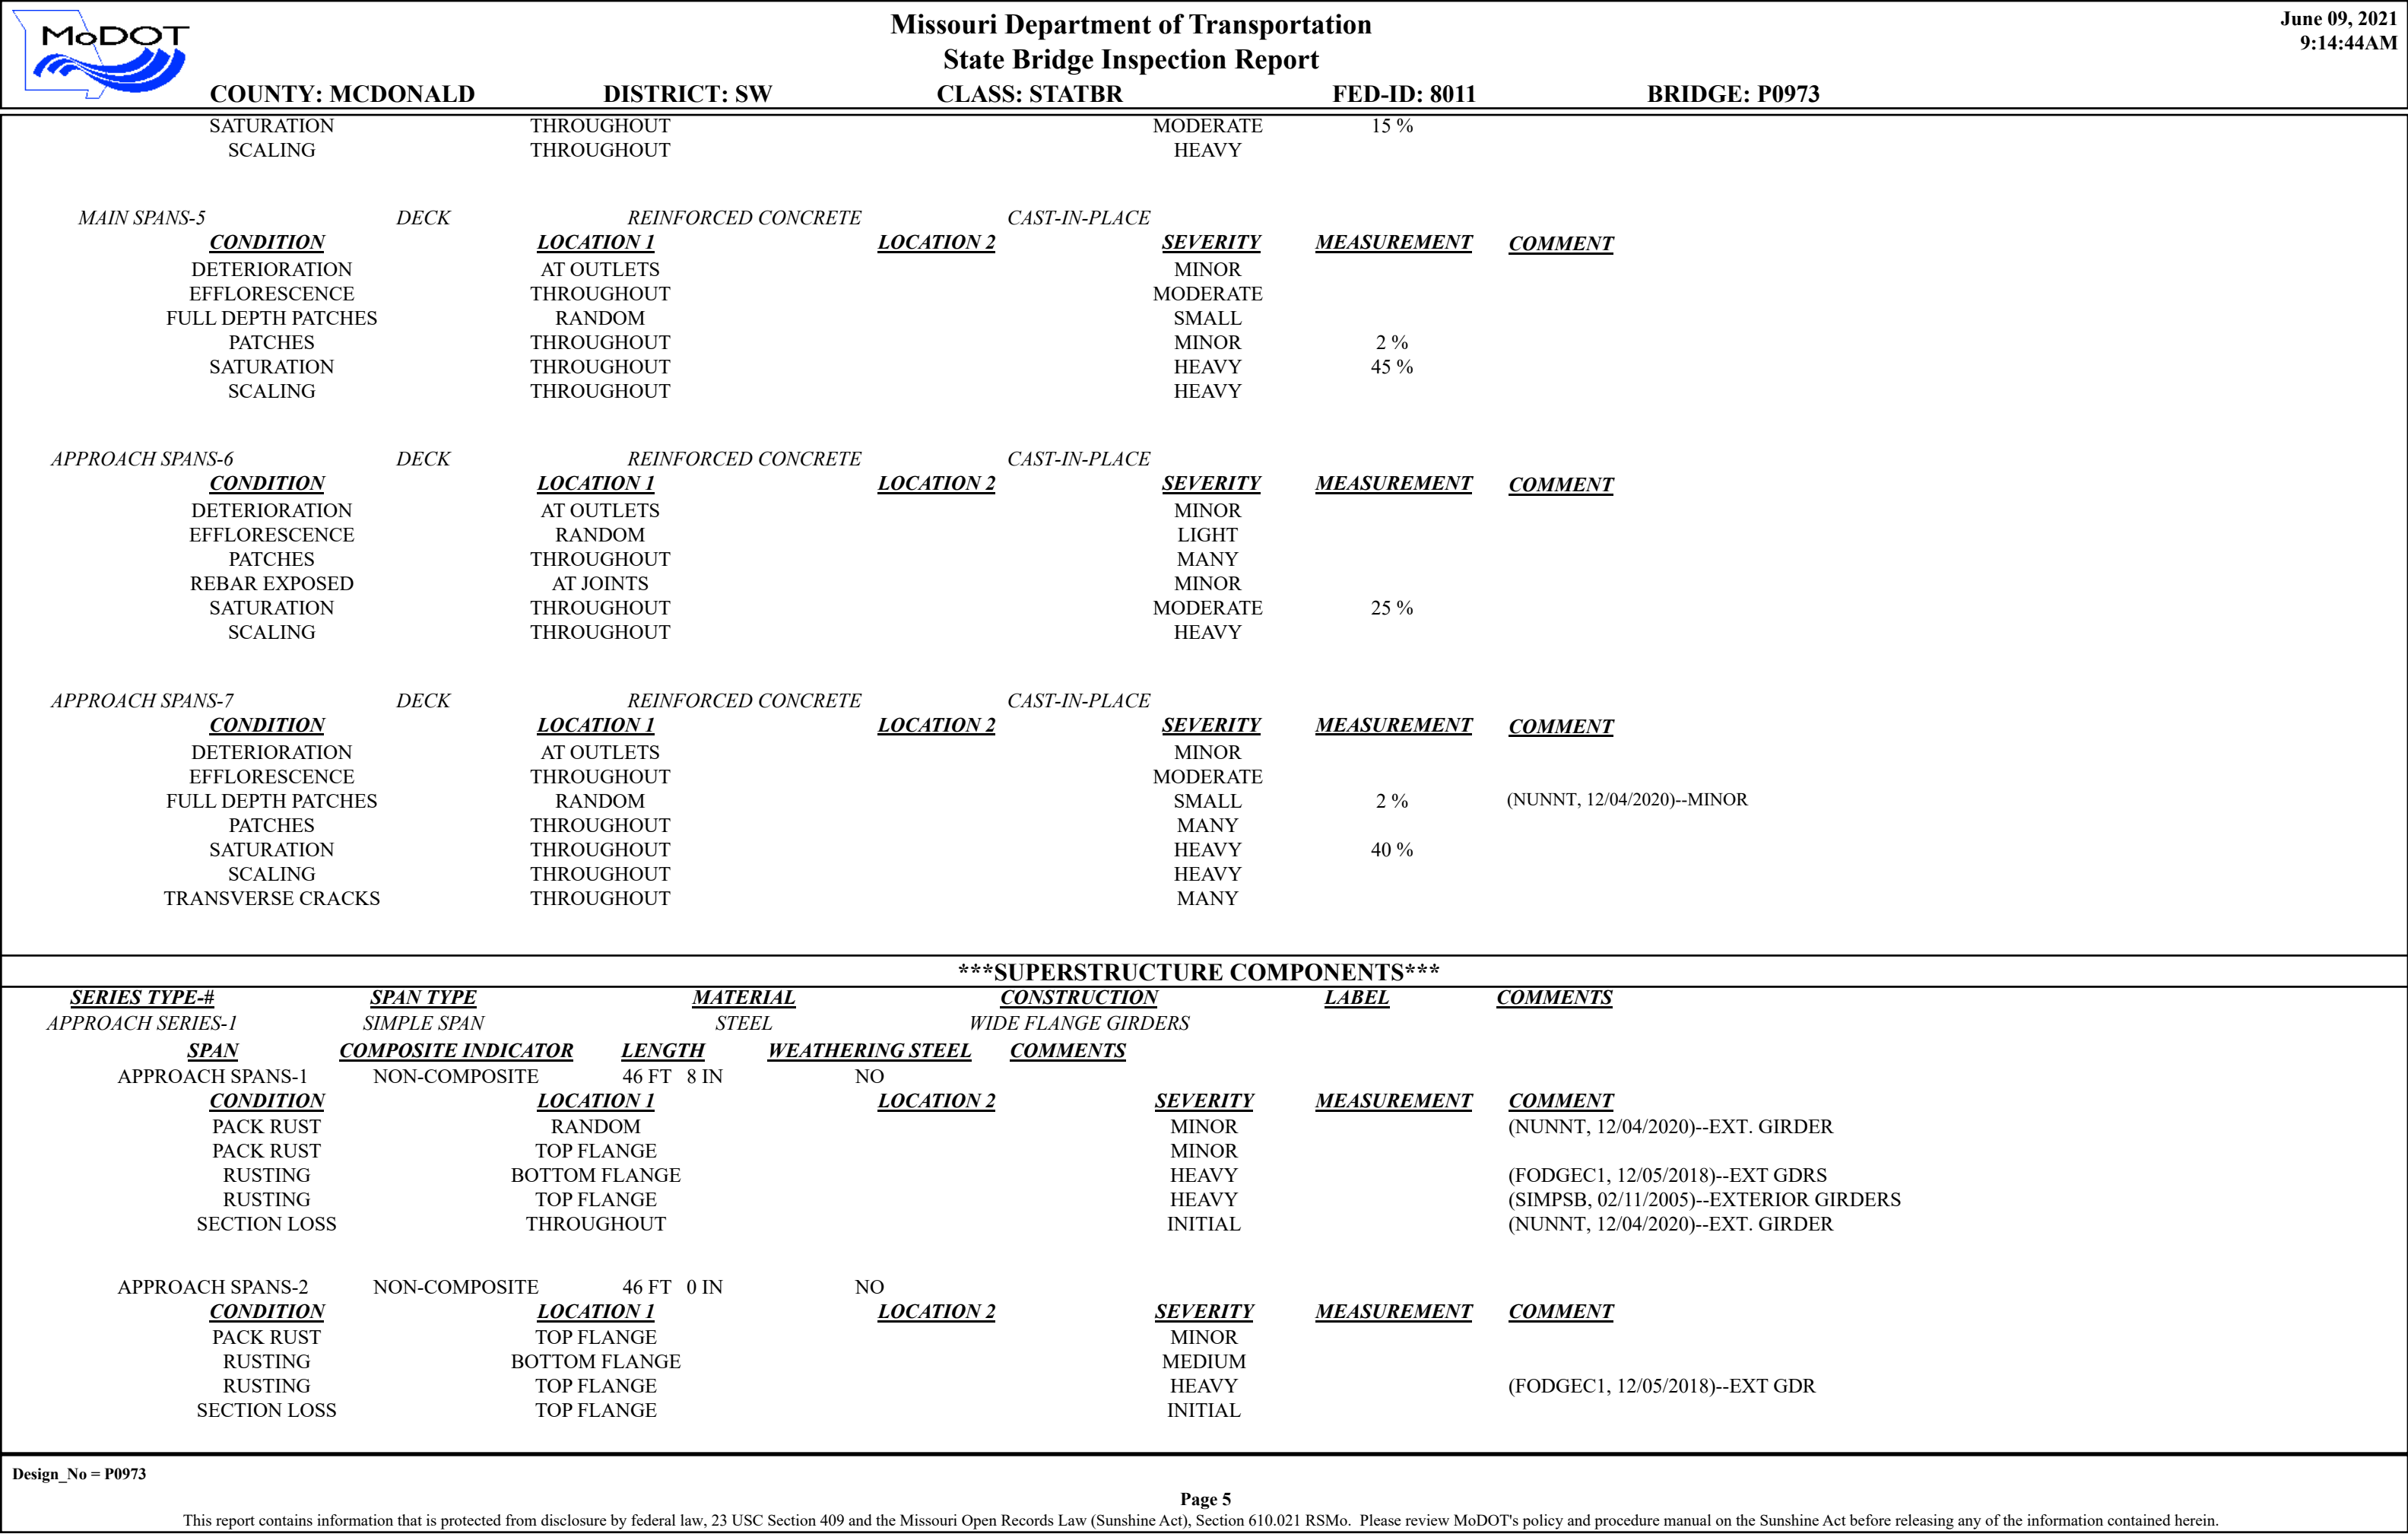 MoDOT
Missouri Department of Transportation
State Bridge Inspection Report
June 09, 2021
9:14:44AM
COUNTY: MCDONALD DISTRICT: SW CLASS: STATBR FED-ID: 8011 BRIDGE: P0973
SATURATION THROUGHOUT MODERATE 15 %
SCALING THROUGHOUT HEAVY
MAIN SPANS-5 DECK REINFORCED CONCRETE CAST-IN-PLACE
CONDITION LOCATION 1 LOCATION 2 SEVERITY MEASUREMENT COMMENT
DETERIORATION AT OUTLETS MINOR
EFFLORESCENCE THROUGHOUT MODERATE
FULL DEPTH PATCHES RANDOM SMALL
PATCHES THROUGHOUT MINOR 2 %
SATURATION THROUGHOUT HEAVY 45 %
SCALING THROUGHOUT HEAVY
APPROACH SPANS-6 DECK REINFORCED CONCRETE CAST-IN-PLACE
CONDITION LOCATION 1 LOCATION 2 SEVERITY MEASUREMENT COMMENT
DETERIORATION AT OUTLETS MINOR
EFFLORESCENCE RANDOM LIGHT
PATCHES THROUGHOUT MANY
REBAR EXPOSED AT JOINTS MINOR
SATURATION THROUGHOUT MODERATE 25 %
SCALING THROUGHOUT HEAVY
APPROACH SPANS-7 DECK REINFORCED CONCRETE CAST-IN-PLACE
CONDITION LOCATION 1 LOCATION 2 SEVERITY MEASUREMENT COMMENT
DETERIORATION AT OUTLETS MINOR
EFFLORESCENCE THROUGHOUT MODERATE
FULL DEPTH PATCHES RANDOM SMALL 2 % (NUNNT, 12/04/2020)--MINOR
PATCHES THROUGHOUT MANY
SATURATION THROUGHOUT HEAVY 40 %
SCALING THROUGHOUT HEAVY
TRANSVERSE CRACKS THROUGHOUT MANY
***SUPERSTRUCTURE COMPONENTS***
SERIES TYPE-# SPAN TYPE MATERIAL CONSTRUCTION LABEL COMMENTS
APPROACH SERIES-1 SIMPLE SPAN STEEL WIDE FLANGE GIRDERS
SPAN COMPOSITE INDICATOR LENGTH WEATHERING STEEL COMMENTS
APPROACH SPANS-1 NON-COMPOSITE 46 FT 8 IN NO
CONDITION LOCATION 1 LOCATION 2 SEVERITY MEASUREMENT COMMENT
PACK RUST RANDOM MINOR (NUNNT, 12/04/2020)--EXT. GIRDER
PACK RUST TOP FLANGE MINOR
RUSTING BOTTOM FLANGE HEAVY (FODGEC1, 12/05/2018)--EXT GDRS
RUSTING TOP FLANGE HEAVY (SIMPSB, 02/11/2005)--EXTERIOR GIRDERS
SECTION LOSS THROUGHOUT INITIAL (NUNNT, 12/04/2020)--EXT. GIRDER
APPROACH SPANS-2 NON-COMPOSITE 46 FT 0 IN NO
CONDITION LOCATION 1 LOCATION 2 SEVERITY MEASUREMENT COMMENT
PACK RUST TOP FLANGE MINOR
RUSTING BOTTOM FLANGE MEDIUM
RUSTING TOP FLANGE HEAVY (FODGEC1, 12/05/2018)--EXT GDR
SECTION LOSS TOP FLANGE INITIAL
Design_No = P0973
Page 5
This report contains information that is protected from disclosure by federal law, 23 USC Section 409 and the Missouri Open Records Law (Sunshine Act), Section 610.021 RSMo. Please review MoDOT's policy and procedure manual on the Sunshine Act before releasing any of the information contained herein.